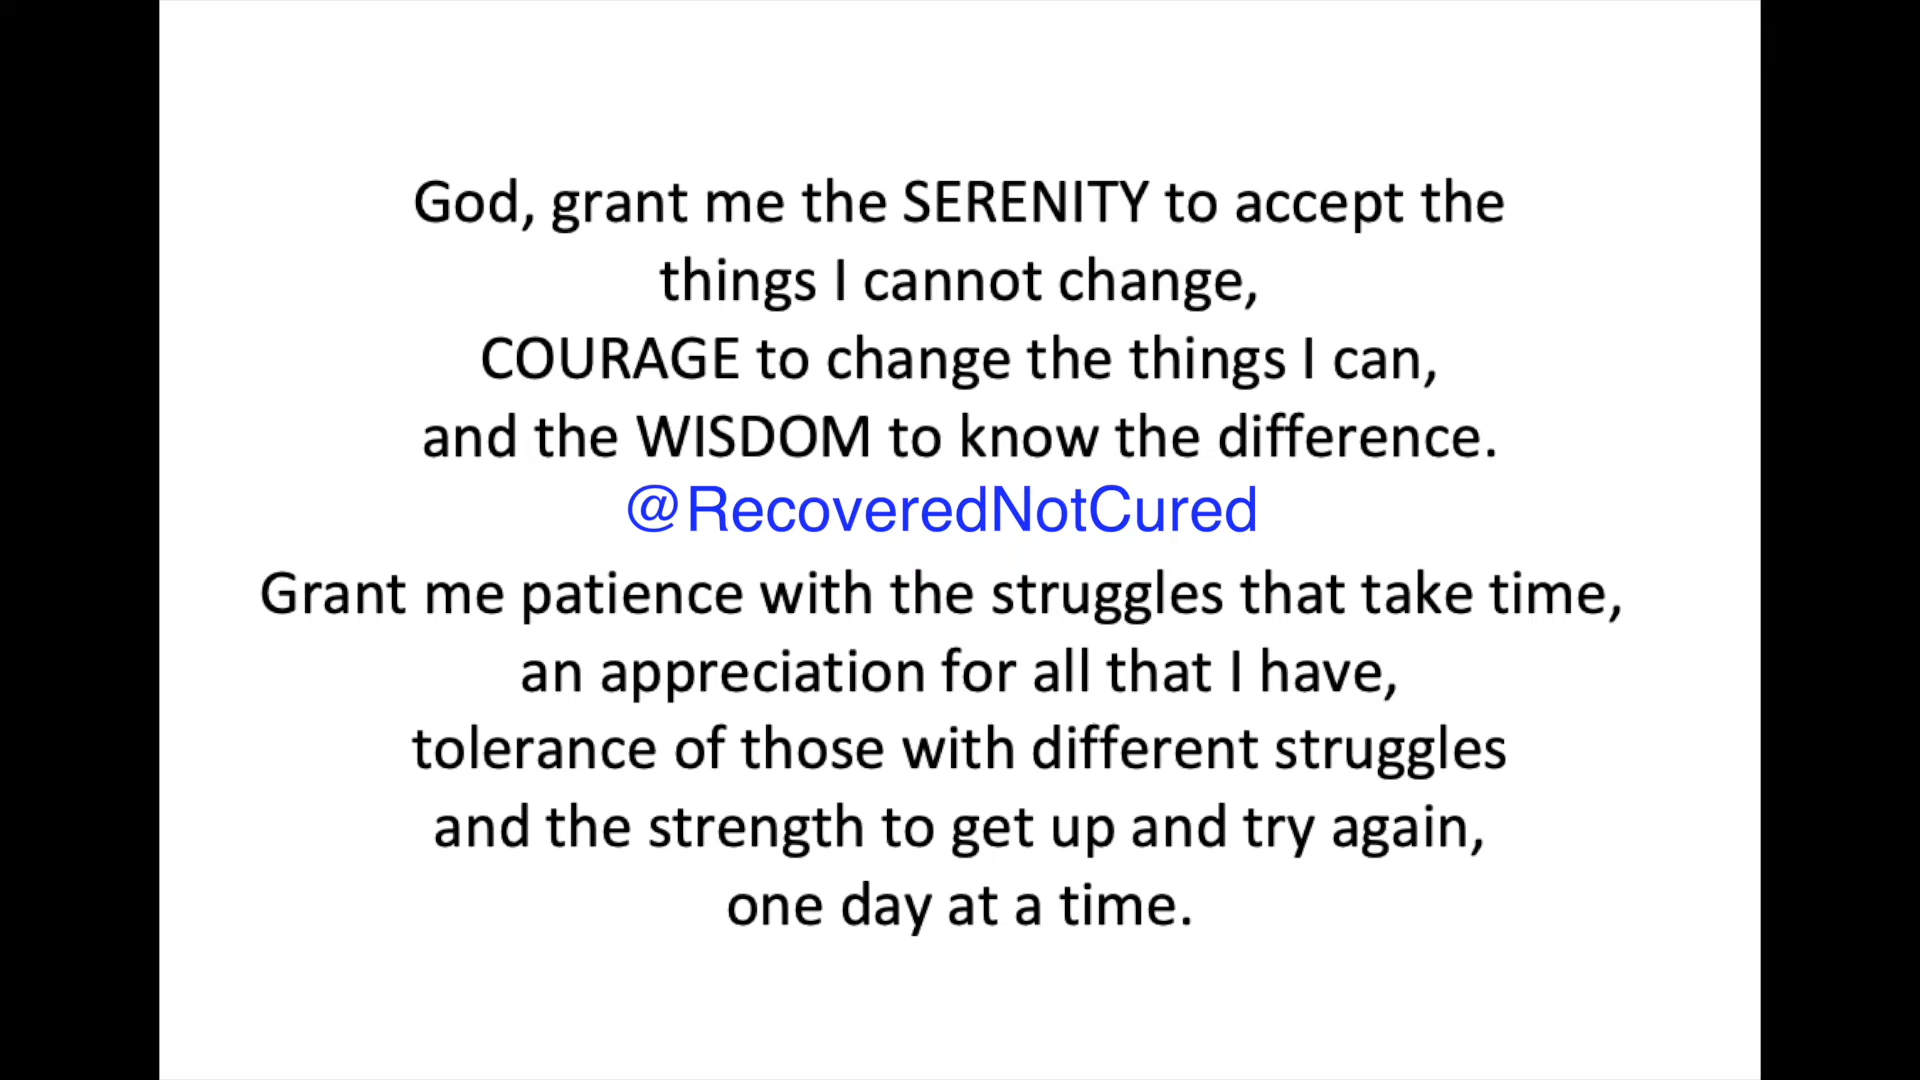 God, grant me the SERENITY to accept the
things I cannot change,
COURAGE to change the things I can,
and the WISDOM to know the difference.
@RecoveredNotCured
Grant me patience with the struggles that take time,
an appreciation for all that I have,
tolerance of those with different struggles
and the strength to get up and try again,
one day at a time.